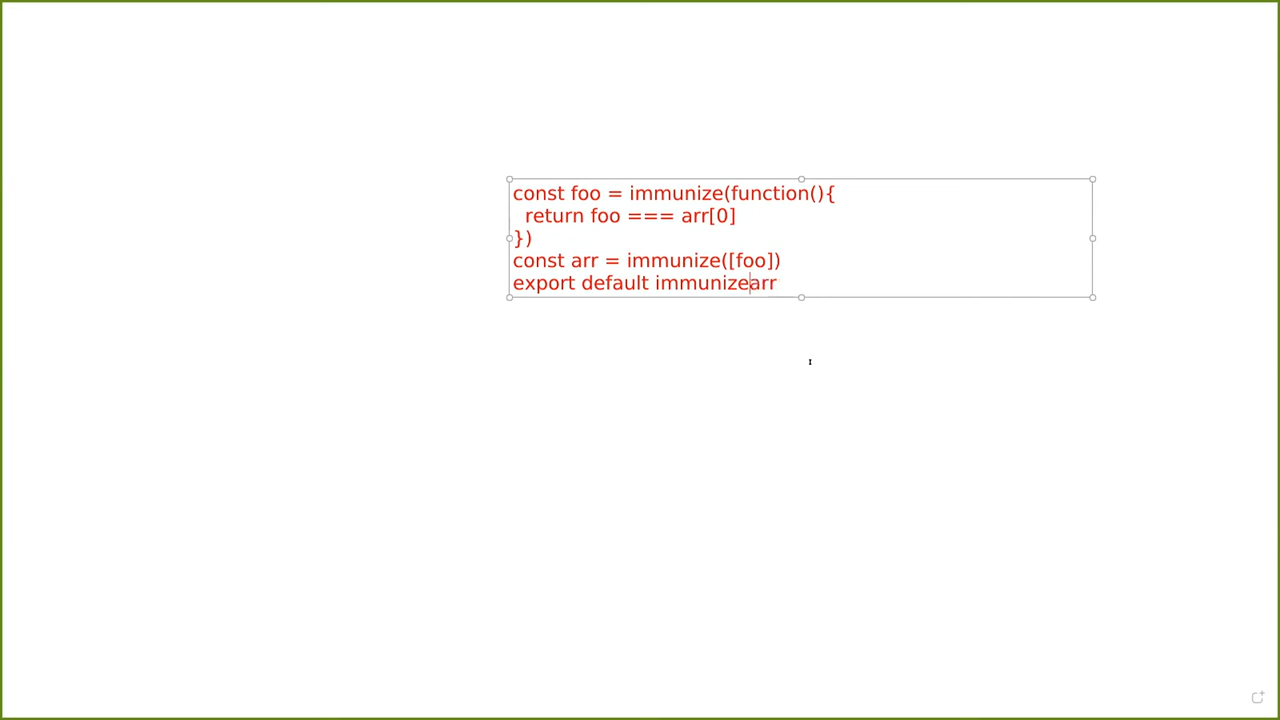 const foo = immunize(function(){
  return foo === arr[0]
})
const arr = immunize([foo])
export default immunizearr